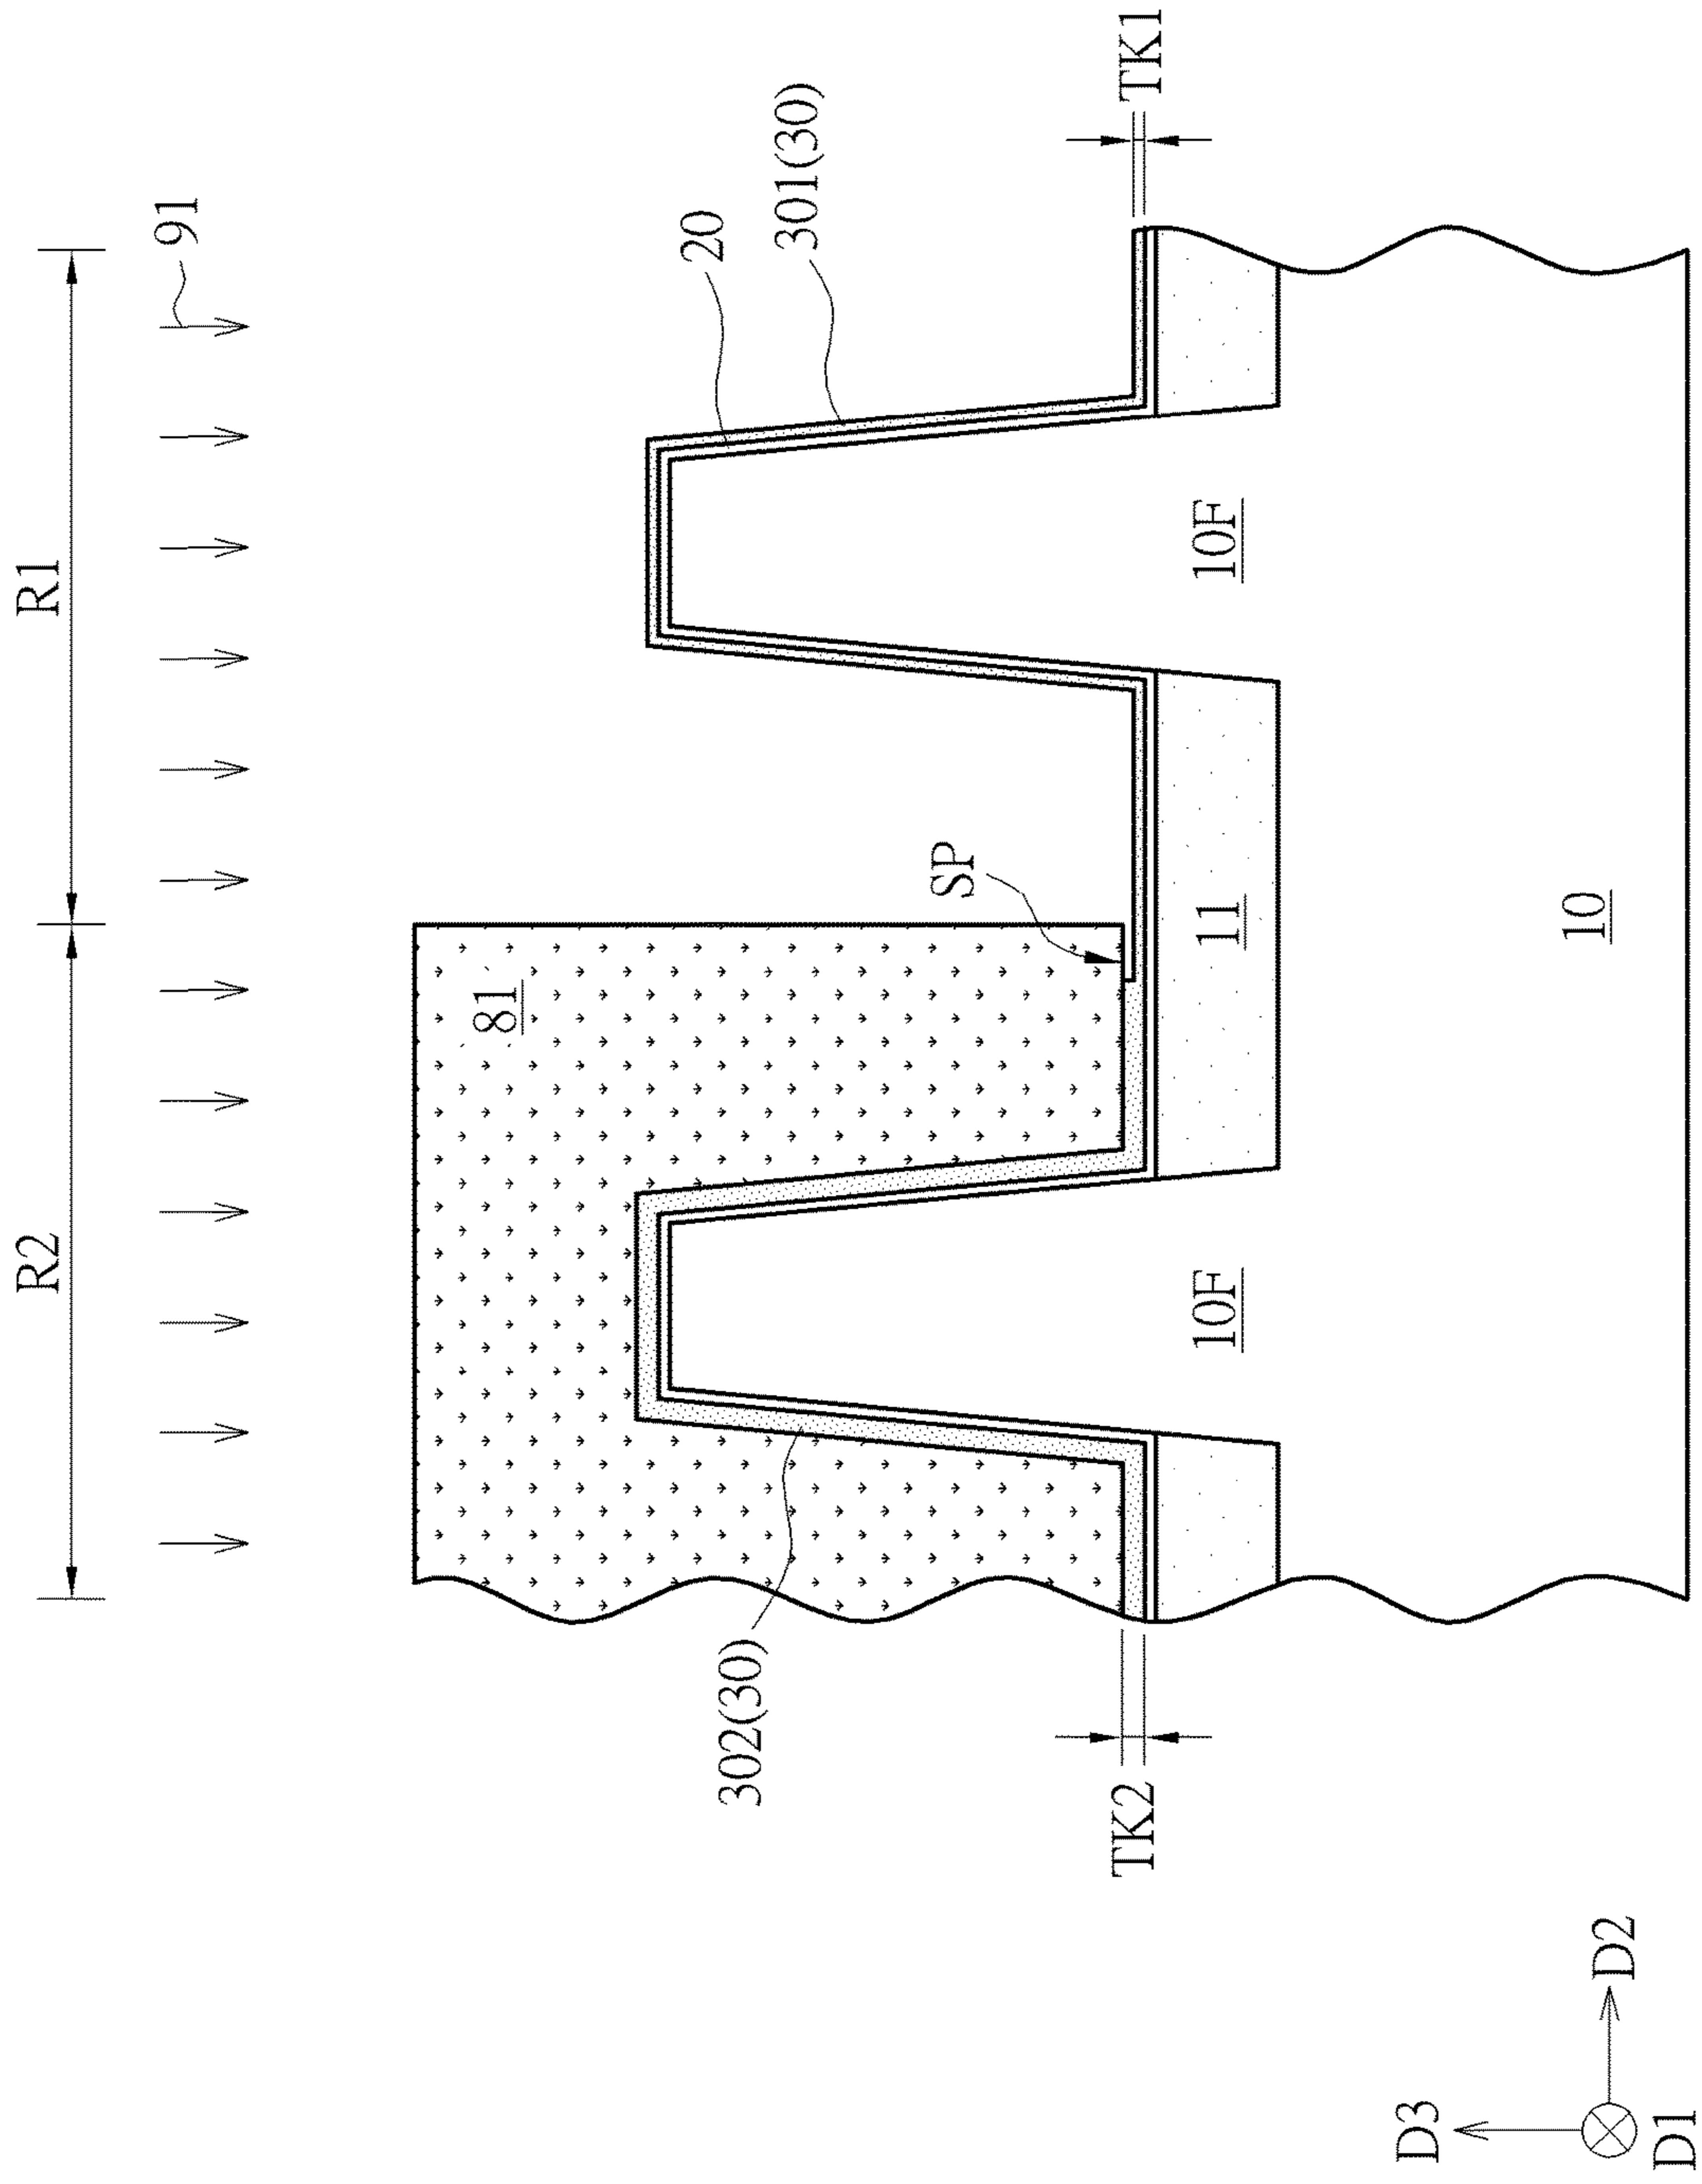 R2
R1
91
81
20
301(30)
302(30)
SP
TK2
TK1
10F
10F
11
10
D3
D2
D1